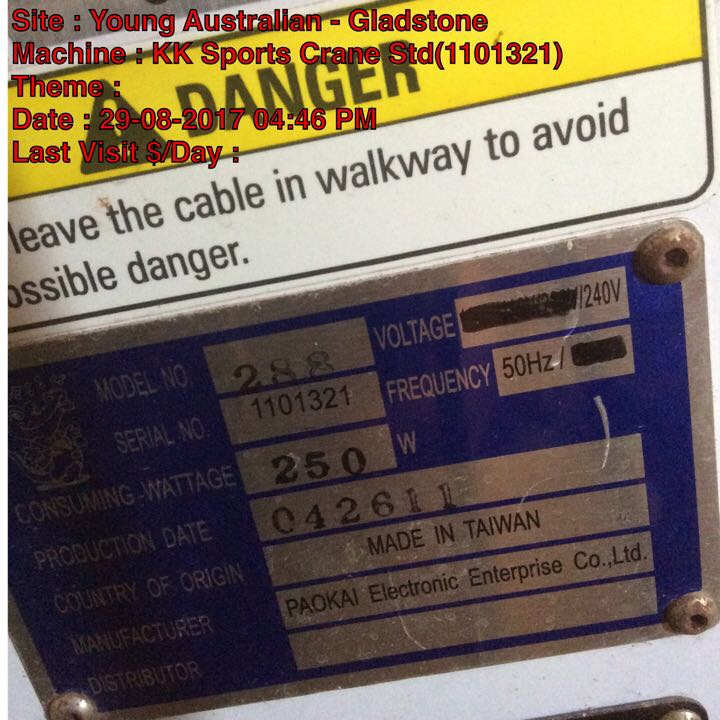 Site : Young Australian - Gladstone
Machine : KK Sports Crane Std(1101321)
Theme :
Date : 29-08-2017 04:46 PM
Last Visit $/Day :
DANGER
leave the cable in walkway to avoid
ossible danger.
MODEL NO 288
VOLTAGE /240V
SERIAL NO. 1101321
FREQUENCY 50Hz /
CONSUMING-WATTAGE 250 W
PRODUCTION DATE 042611
COUNTRY OF ORIGIN MADE IN TAIWAN
MANUFACTURER PAOKAI Electronic Enterprise Co.,Ltd.
DISTRIBUTOR